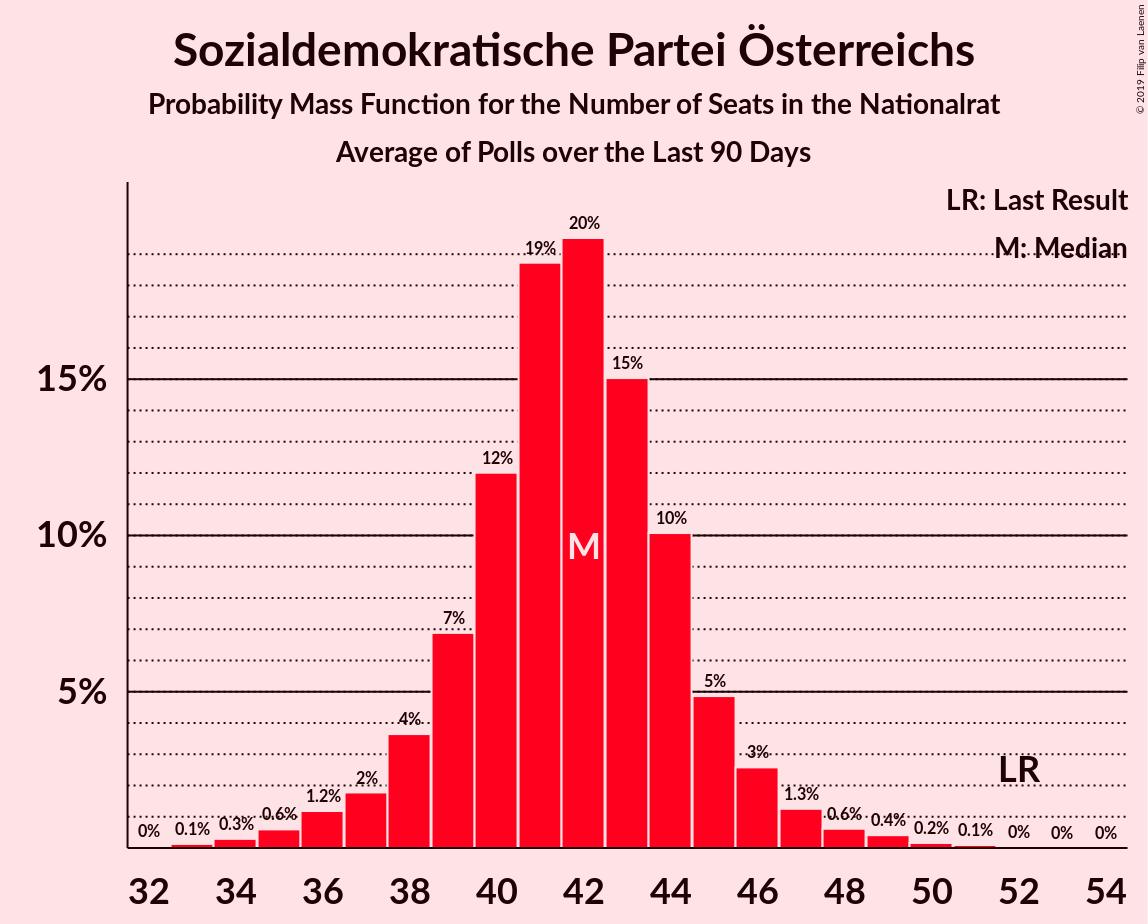 Sozialdemokratische Partei Österreichs
Probability Mass Function for the Number of Seats in the Nationalrat
Average of Polls over the Last 90 Days
© 2019 Filip van Laenen
LR: Last Result
M: Median
15%
10%
5%
0%
0.1%
0.3%
0.6%
1.2%
2%
4%
7%
12%
19%
20%
15%
10%
5%
3%
1.3%
0.6%
0.4%
0.2%
0.1%
0%
0%
0%
M
LR
32 34 36 38 40 42 44 46 48 50 52 54